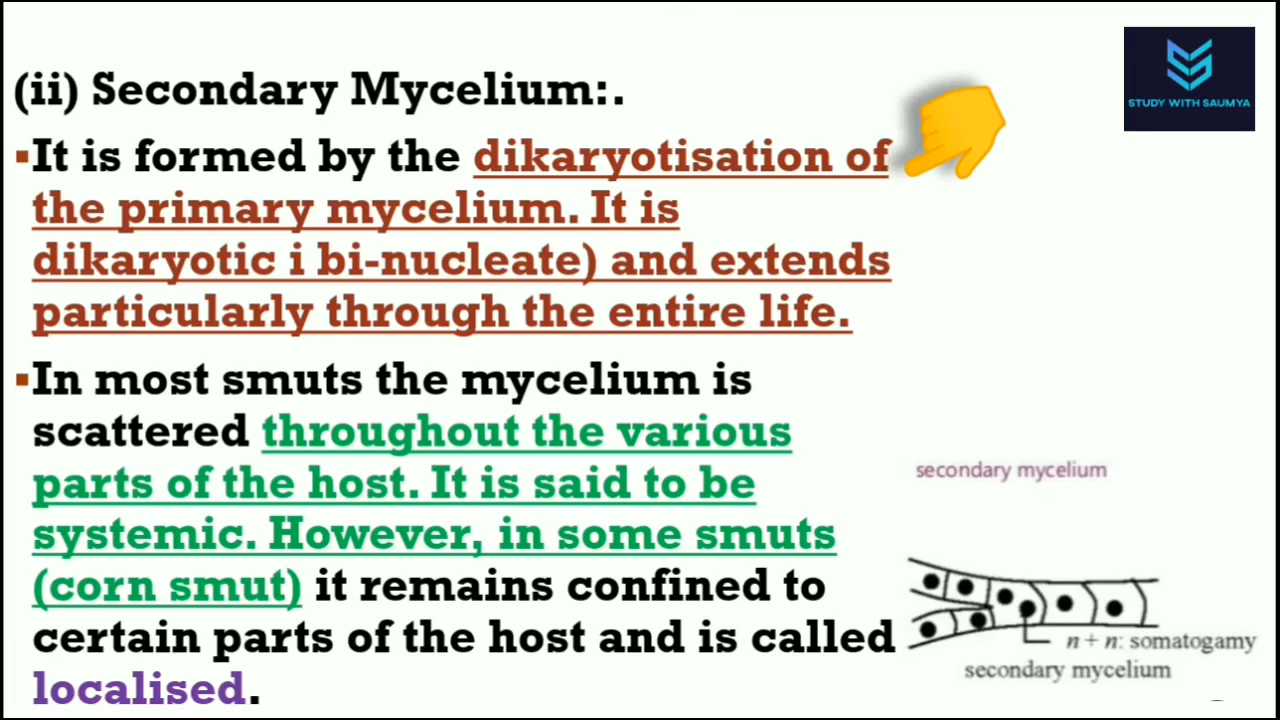 STUDY WITH SAUMYA
(ii) Secondary Mycelium:.
▪It is formed by the dikaryotisation of
the primary mycelium. It is
dikaryotic i bi-nucleate) and extends
particularly through the entire life.
▪In most smuts the mycelium is
scattered throughout the various
parts of the host. It is said to be
systemic. However, in some smuts
(corn smut) it remains confined to
certain parts of the host and is called
localised.
secondary mycelium
n + n: somatogamy
secondary mycelium